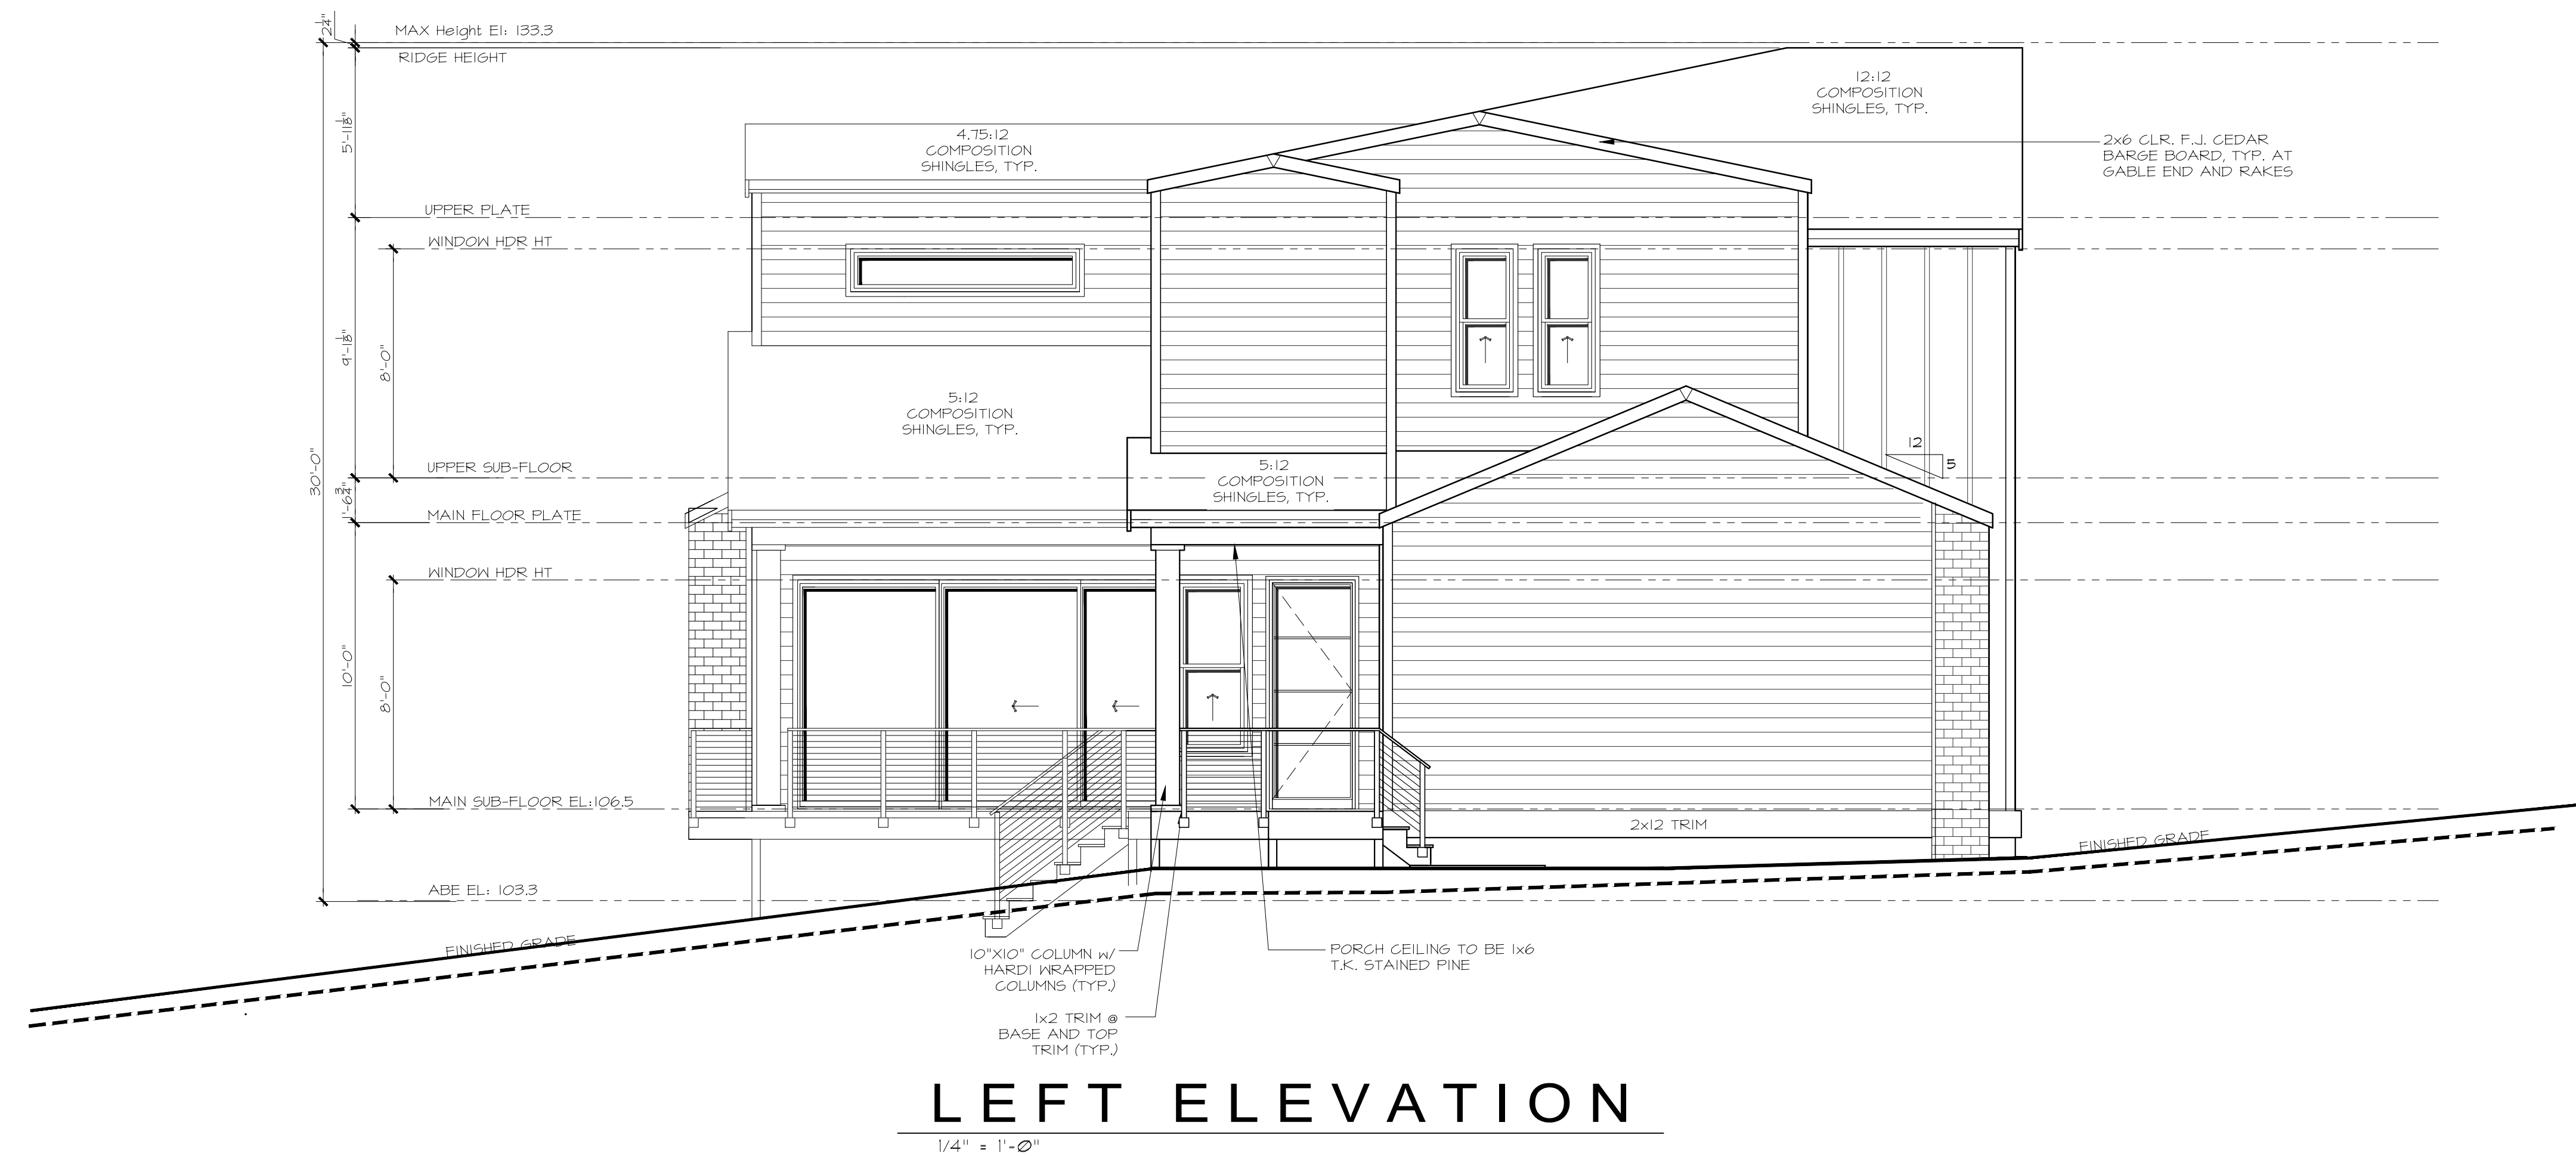 2 1/4"
MAX Height El: 133.3
RIDGE HEIGHT
12:12
COMPOSITION
SHINGLES, TYP.
4.75:12
COMPOSITION
SHINGLES, TYP.
2x6 CLR. F.J. CEDAR
BARGE BOARD, TYP. AT
GABLE END AND RAKES
5'-11 1/8"
UPPER PLATE
WINDOW HDR HT
9'-1 1/8"
8'-0"
5:12
COMPOSITION
SHINGLES, TYP.
12
5
30'-0"
UPPER SUB-FLOOR
5:12
COMPOSITION
SHINGLES, TYP.
1'-6 3/4"
MAIN FLOOR PLATE
WINDOW HDR HT
10'-0"
8'-0"
MAIN SUB-FLOOR EL:106.5
2x12 TRIM
FINISHED GRADE
ABE EL: 103.3
FINISHED GRADE
10"X10" COLUMN w/
HARDI WRAPPED
COLUMNS (TYP.)
PORCH CEILING TO BE 1x6
T.K. STAINED PINE
1x2 TRIM @
BASE AND TOP
TRIM (TYP.)
LEFT ELEVATION
1/4" = 1'-0"